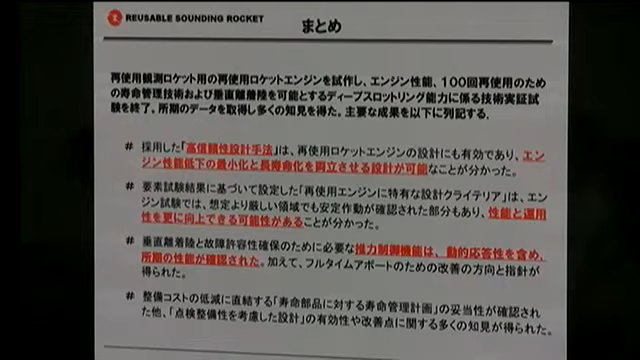 REUSABLE SOUNDING ROCKET
まとめ
再使用観測ロケット用の再使用ロケットエンジンを試作し、エンジン性能、100回再使用のため
の寿命管理技術および垂直離着陸を可能とするディープスロットリング能力に係る技術実証試
験を終了。所期のデータを取得し多くの知見を得た。主要な成果を以下に列記する.
# 採用した「高信頼性設計手法」は、再使用ロケットエンジンの設計にも有効であり、エン
ジン性能低下の最小化と長寿命化を両立させる設計が可能なことが分かった。
# 要素試験結果に基づいて設定した「再使用エンジンに特有な設計クライテリア」は、エン
ジン試験では、想定より厳しい領域でも安定作動が確認された部分もあり、性能と運用
性を更に向上できる可能性があることが分かった。
# 垂直離着陸と故障許容性確保のために必要な推力制御機能は、動的応答性を含め、
所期の性能が確認された。加えて、フルタイムアボートのための改善の方向と指針が
得られた。
# 整備コストの低減に直結する「寿命部品に対する寿命管理計画」の妥当性が確認され
た他、「点検整備性を考慮した設計」の有効性や改善点に関する多くの知見が得られた。